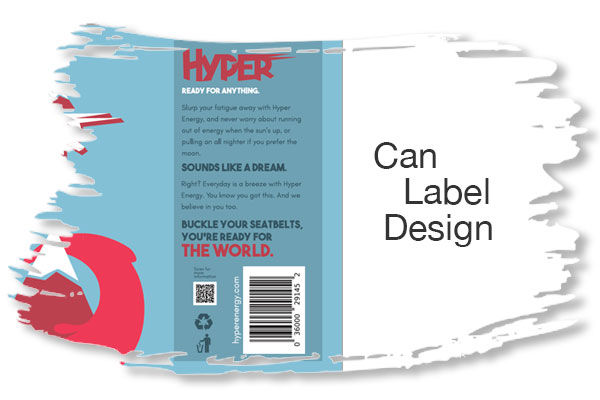 HYPER
READY FOR ANYTHING.
Slurp your fatigue away with Hyper
Energy, and never worry about running
out of energy when the sun's up, or
pulling an all nighter if you prefer the
moon.
SOUNDS LIKE A DREAM.
Right? Everyday is a breeze with Hyper
Energy. You know you got this. And we
believe in you too.
BUCKLE YOUR SEATBELTS,
YOU'RE READY FOR
THE WORLD.
Scan for
more
information
hyperenergy.com
0 36000 29145 2
Can
Label
Design